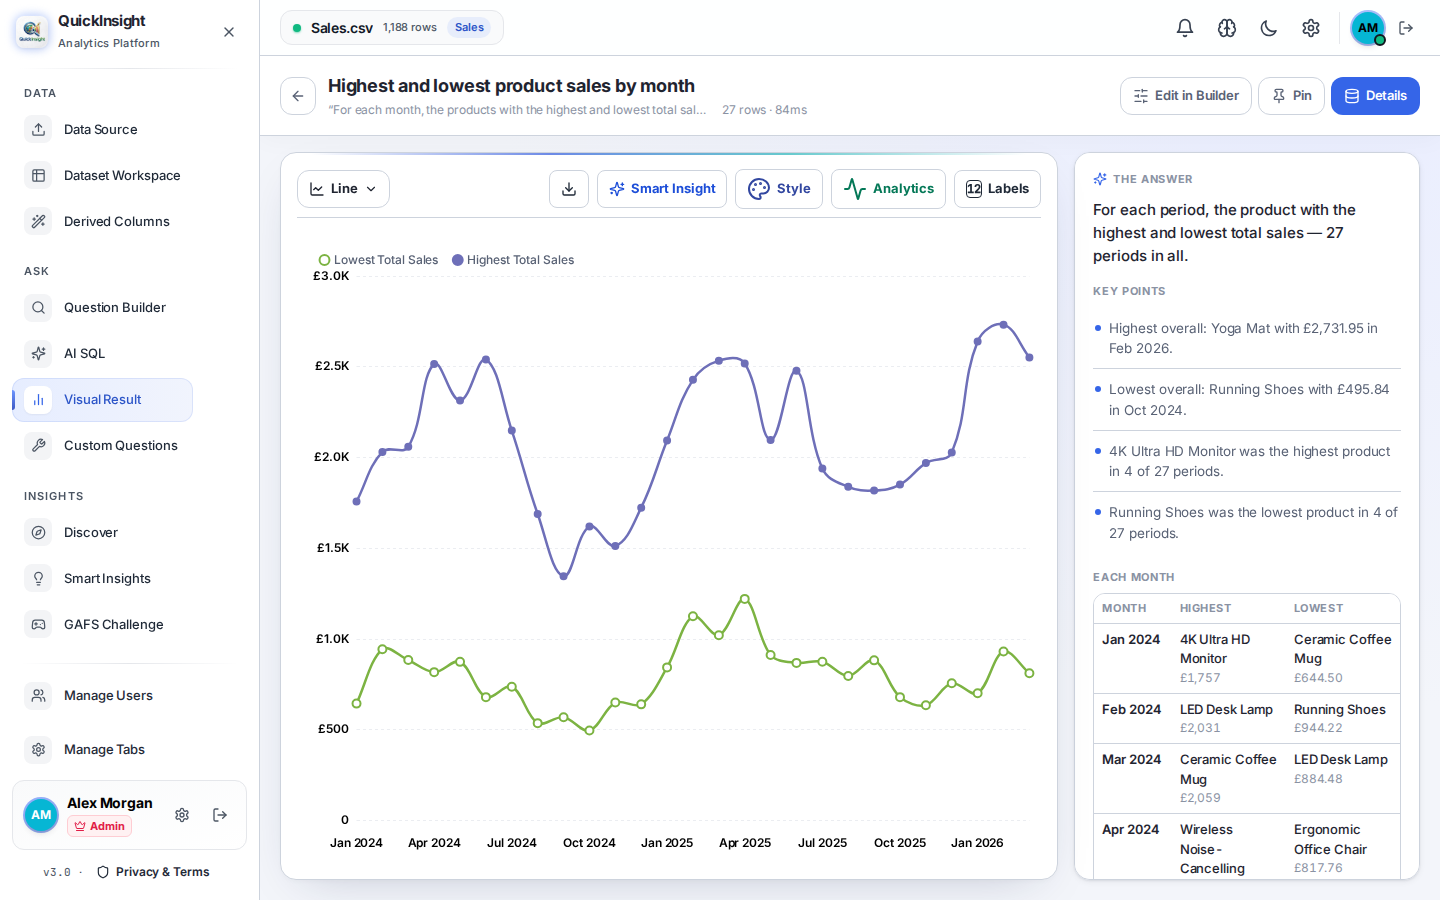 QuickInsight
Analytics Platform
DATA
Data Source
Dataset Workspace
Derived Columns
ASK
Question Builder
AI SQL
Visual Result
Custom Questions
INSIGHTS
Discover
Smart Insights
GAFS Challenge
Manage Users
Manage Tabs
AM
Alex Morgan
Admin
v3.0 · Privacy & Terms
Sales.csv 1,188 rows Sales
AM
Highest and lowest product sales by month
“For each month, the products with the highest and lowest total sal... 27 rows · 84ms
Edit in Builder
Pin
Details
Line
Smart Insight
Style
Analytics
12 Labels
Lowest Total Sales Highest Total Sales
£3.0K
£2.5K
£2.0K
£1.5K
£1.0K
£500
0
Jan 2024 Apr 2024 Jul 2024 Oct 2024 Jan 2025 Apr 2025 Jul 2025 Oct 2025 Jan 2026
THE ANSWER
For each period, the product with the
highest and lowest total sales — 27
periods in all.
KEY POINTS
Highest overall: Yoga Mat with £2,731.95 in
Feb 2026.
Lowest overall: Running Shoes with £495.84
in Oct 2024.
4K Ultra HD Monitor was the highest product
in 4 of 27 periods.
Running Shoes was the lowest product in 4 of
27 periods.
EACH MONTH
MONTH HIGHEST LOWEST
Jan 2024 4K Ultra HD Ceramic Coffee
Monitor Mug
£1,757 £644.50
Feb 2024 LED Desk Lamp Running Shoes
£2,031 £944.22
Mar 2024 Ceramic Coffee LED Desk Lamp
Mug £884.48
£2,059
Apr 2024 Wireless Ergonomic
Noise- Office Chair
Cancelling £817.76